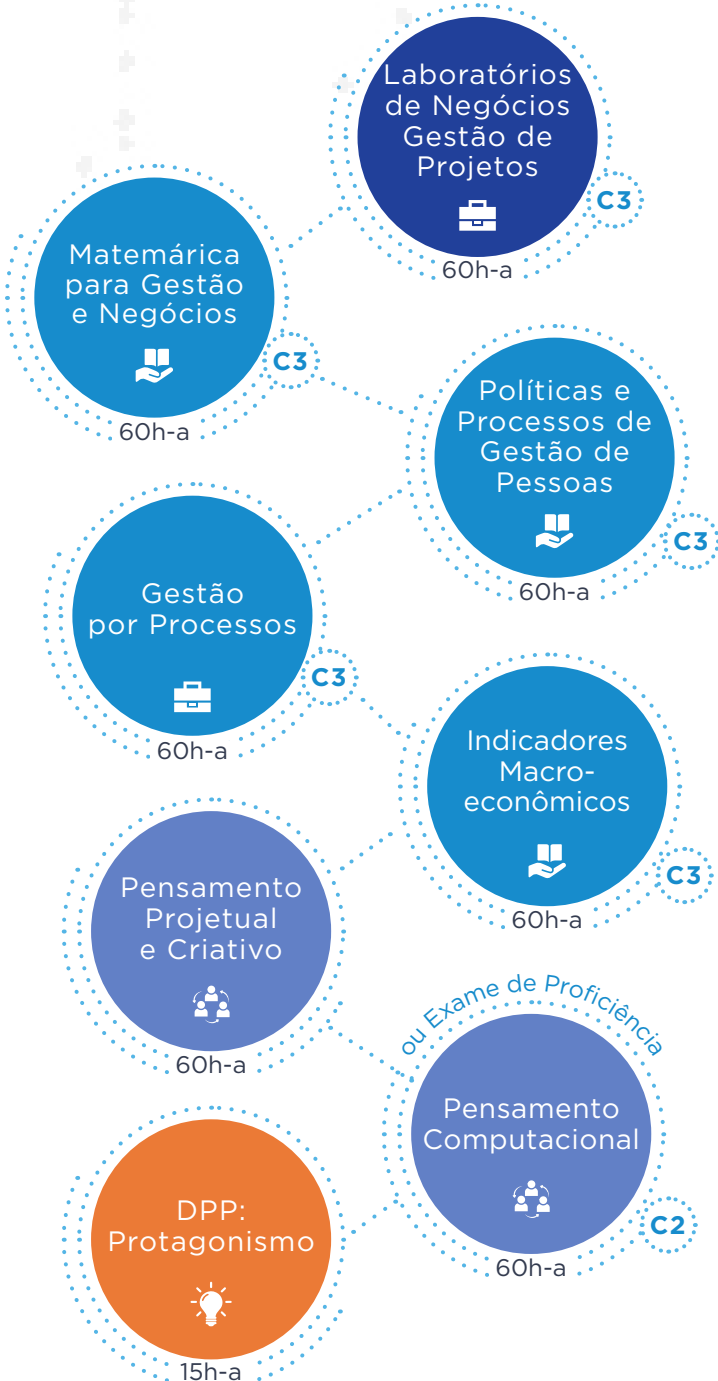 Laboratórios
de Negócios
Gestão de
Projetos
C3
60h-a
Matemárica
para Gestão
e Negócios
C3
60h-a
Políticas e
Processos de
Gestão de
Pessoas
C3
60h-a
Gestão
por Processos
C3
60h-a
Indicadores
Macro-
econômicos
C3
60h-a
Pensamento
Projetual
e Criativo
60h-a
ou Exame de Proficiência
Pensamento
Computacional
C2
60h-a
DPP:
Protagonismo
15h-a